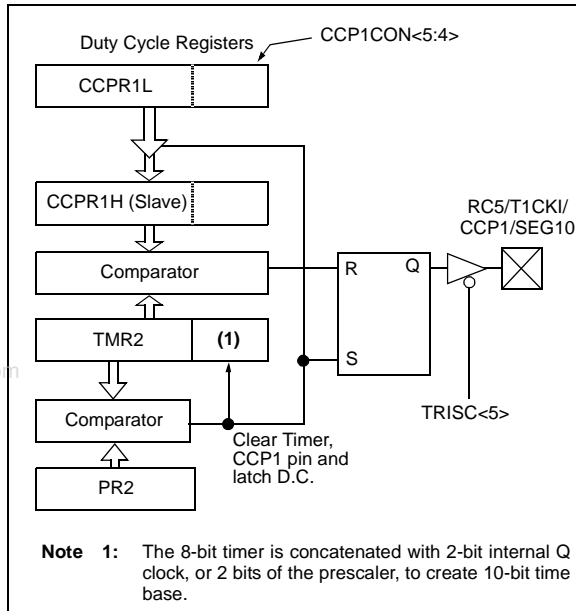 Duty Cycle Registers
CCP1CON<5:4>
CCPR1L
CCPR1H (Slave)
RC5/T1CKI/
CCP1/SEG10
Comparator
R
Q
TMR2
(1)
S
om
TRISC<5>
Comparator
Clear Timer,
CCP1 pin and
latch D.C.
PR2
Note 1: The 8-bit timer is concatenated with 2-bit internal Q
clock, or 2 bits of the prescaler, to create 10-bit time
base.